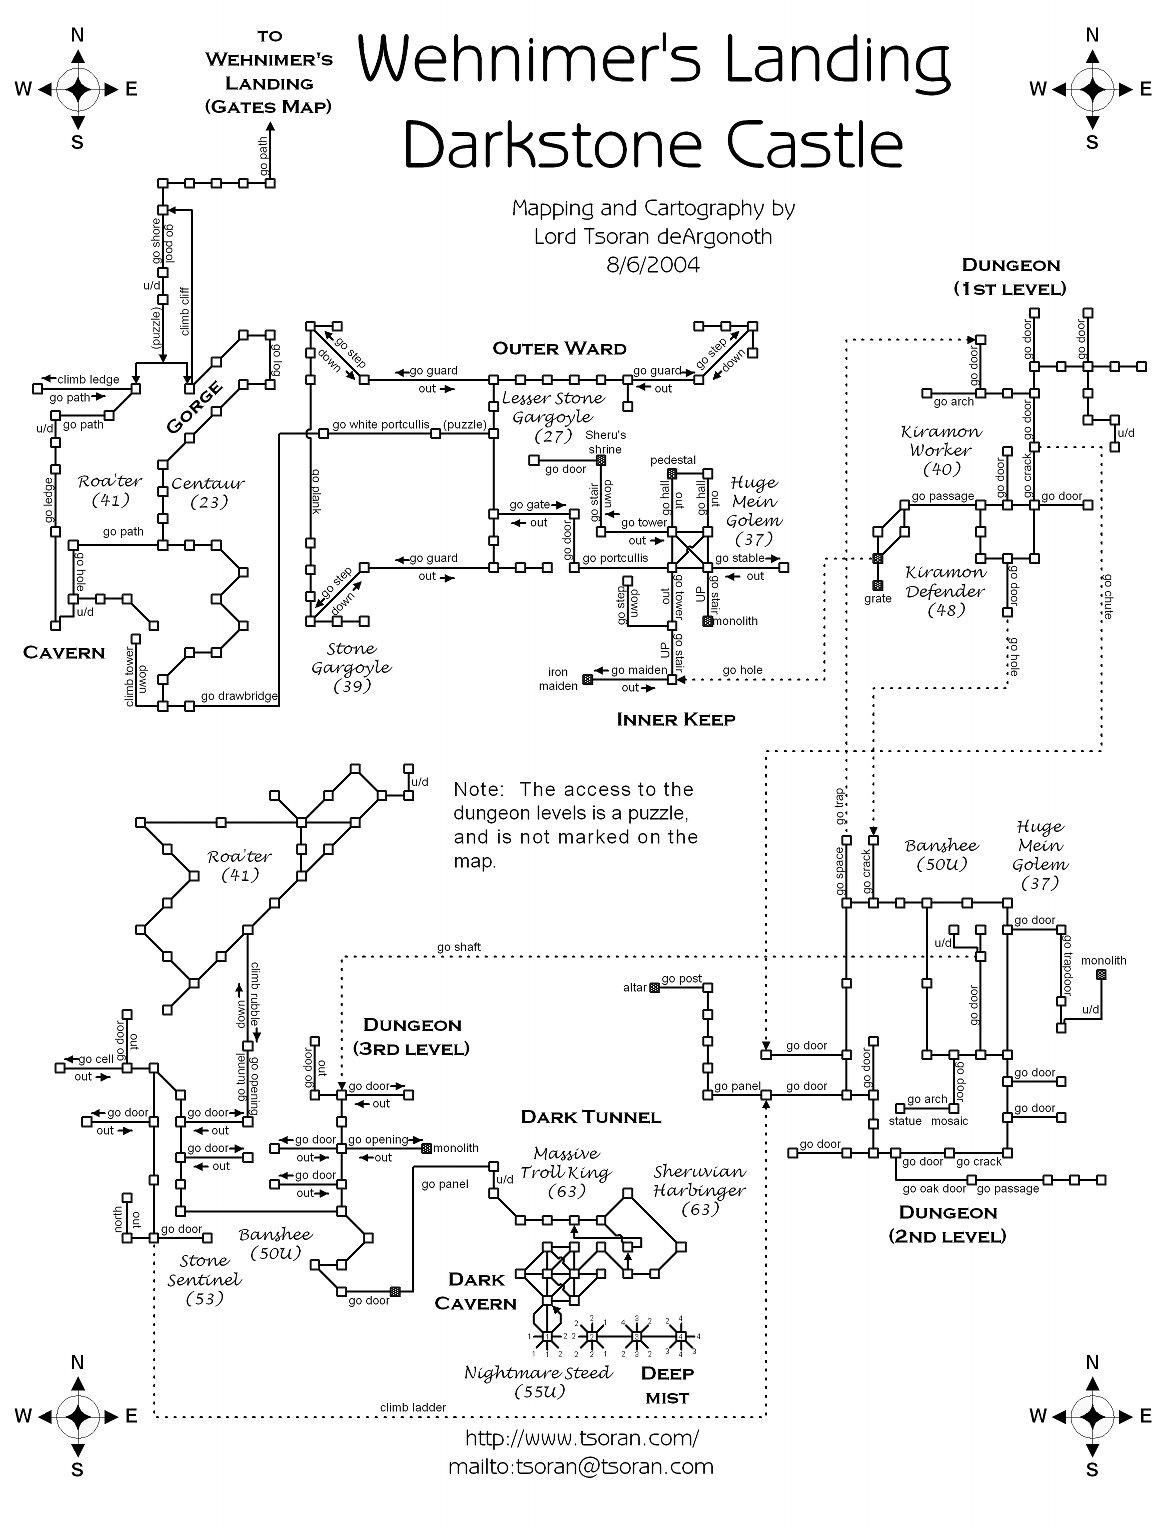 Wehnimer's Landing
Darkstone Castle
Mapping and Cartography by
Lord Tsoran deArgonoth
8/6/2004
N
W
E
S
N
W
E
S
TO
WEHNIMER'S
LANDING
(GATES MAP)
go path
go shore
go pool
u/d
(puzzle)
climb cliff
climb ledge
go path
go path
u/d
go ledge
GORGE
go log
Roa'ter
(41)
Centaur
(23)
go path
go hole
u/d
CAVERN
climb tower
down
go drawbridge
OUTER WARD
go step
down
go guard
out
go guard
out
go step
down
Lesser Stone
Gargoyle
(27)
go white portcullis
(puzzle)
go plank
Sheru's
shrine
go door
pedestal
go stair
down
go hall
out
go hall
out
Huge
Mein
Golem
(37)
go gate
out
go door
go tower
out
go portcullis
go stable
out
go guard
out
go step
down
go step
down
out
go tower
UP
go stair
monolith
UP
go stair
Stone
Gargoyle
(39)
iron
maiden
go maiden
out
go hole
INNER KEEP
DUNGEON
(1ST LEVEL)
go door
go door
go door
go arch
go door
u/d
Kiramon
Worker
(40)
go door
go crack
go passage
go door
Kiramon
Defender
(48)
grate
go door
go hole
go chute
Note: The access to the
dungeon levels is a puzzle,
and is not marked on the
map.
u/d
Roa'ter
(41)
climb rubble
down
go opening
go tunnel
go trap
go space
go crack
Banshee
(50U)
Huge
Mein
Golem
(37)
go door
u/d
go trapdoor
monolith
u/d
go door
go shaft
altar
go post
go door
go door
go panel
go door
go door
go door
go door
go arch
statue
mosaic
go door
go door
go crack
go oak door
go passage
DUNGEON
(2ND LEVEL)
DUNGEON
(3RD LEVEL)
go door
out
go cell
out
go door
out
go door
out
go door
out
north
out
go door
Stone
Sentinel
(53)
go door
out
go door
out
go door
out
go opening
out
monolith
go door
out
Banshee
(50U)
go door
go panel
u/d
DARK TUNNEL
Massive
Troll King
(63)
Sheruvian
Harbinger
(63)
DARK
CAVERN
Nightmare Steed
(55U)
DEEP
MIST
climb ladder
http://www.tsoran.com/
mailto:tsoran@tsoran.com
N
W
E
S
N
W
E
S